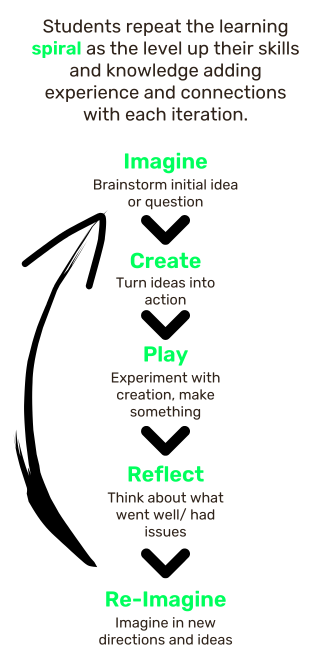 Students repeat the learning
spiral as the level up their skills
and knowledge adding
experience and connections
with each iteration.
Imagine
Brainstorm initial idea
or question
Create
Turn ideas into
action
Play
Experiment with
creation, make
something
Reflect
Think about what
went well/ had
issues
Re-Imagine
Imagine in new
directions and ideas